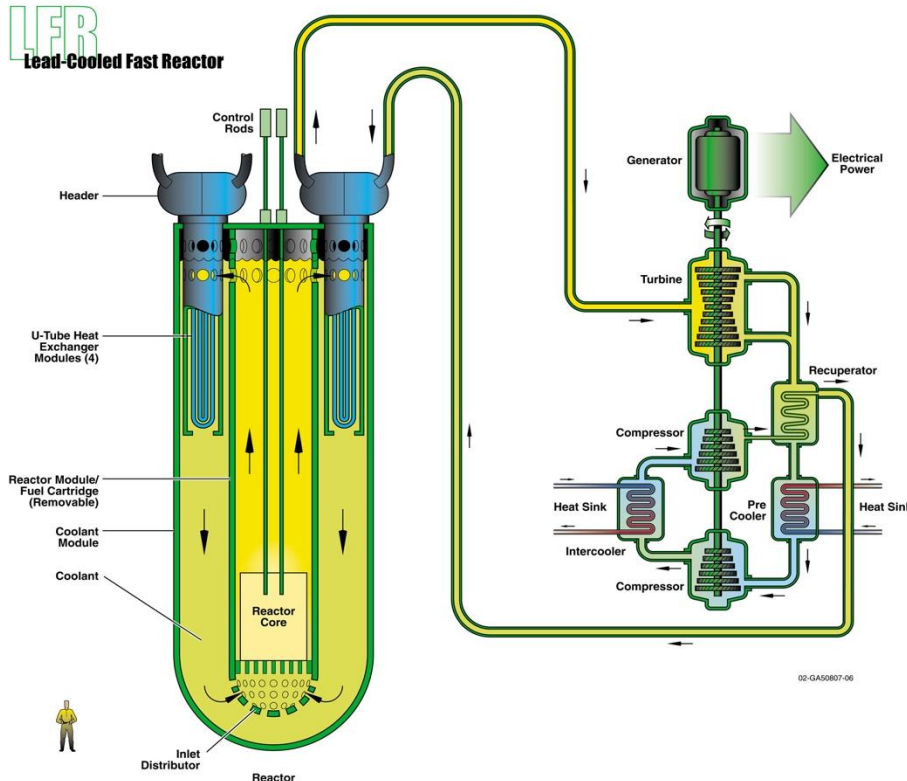 LFR
Lead-Cooled Fast Reactor
Control
Rods
Header
U-Tube Heat
Exchanger
Modules (4)
Reactor Module/
Fuel Cartridge
(Removable)
Coolant
Module
Coolant
Reactor
Core
Inlet
Distributor
Reactor
Generator
Electrical
Power
Turbine
Recuperator
Compressor
Heat Sink
Intercooler
Pre
Cooler
Heat Sink
Compressor
02-GA50807-06